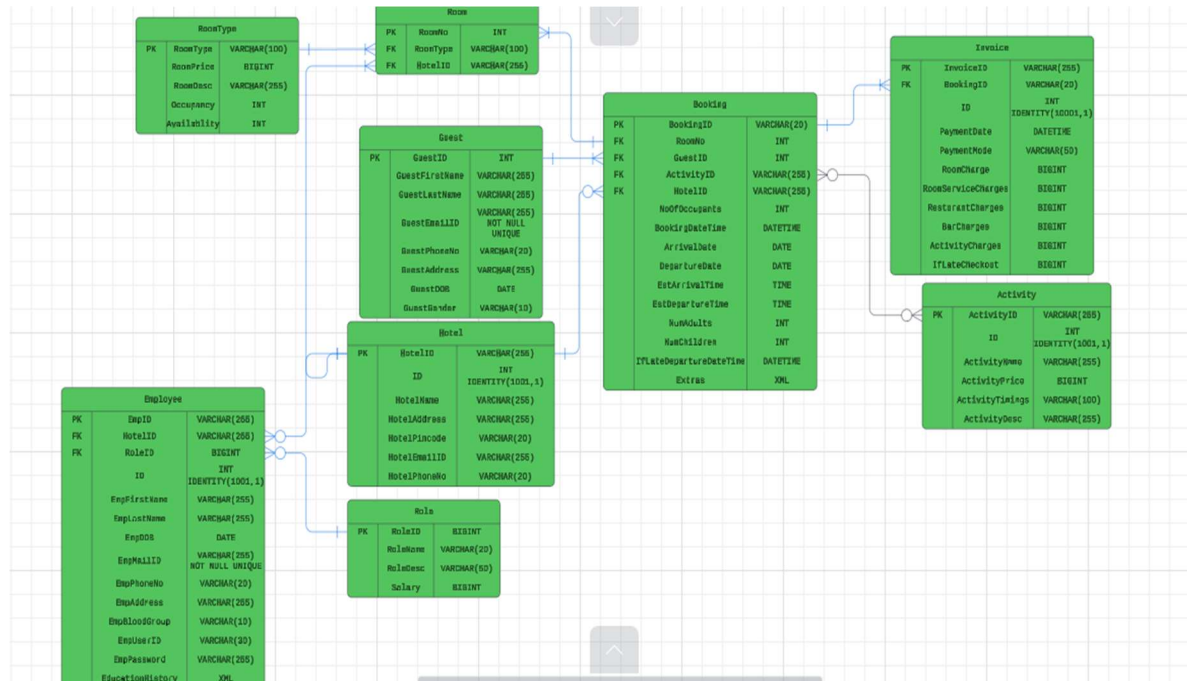 RoomType
PK RoomType VARCHAR(100)
RoomPrice BIGINT
RoomDesc VARCHAR(255)
Occupancy INT
Availablity INT
Room
PK RoomNo INT
FK RoomType VARCHAR(100)
FK HotelID VARCHAR(255)
Guest
PK GuestID INT
GuestFirstName VARCHAR(255)
GuestLastName VARCHAR(255)
GuestEmailID VARCHAR(255)
NOT NULL
UNIQUE
GuestPhoneNo VARCHAR(20)
GuestAddress VARCHAR(255)
GuestDOB DATE
GuestGender VARCHAR(10)
Booking
PK BookingID VARCHAR(20)
FK RoomNo INT
FK GuestID INT
FK ActivityID VARCHAR(255)
FK HotelID VARCHAR(255)
NoOfOccupants INT
BookingDateTime DATETIME
ArrivalDate DATE
DepartureDate DATE
EstArrivalTime TIME
EstDepartureTime TIME
NumAdults INT
NumChildren INT
IfLateDepartureDateTime DATETIME
Extras XML
Invoice
PK InvoiceID VARCHAR(255)
FK BookingID VARCHAR(20)
ID INT
IDENTITY(10001,1)
PaymentDate DATETIME
PaymentMode VARCHAR(50)
RoomCharge BIGINT
RoomServiceCharges BIGINT
RestarantCharges BIGINT
BarCharges BIGINT
ActivityCharges BIGINT
IfLateCheckout BIGINT
Activity
PK ActivityID VARCHAR(255)
ID INT
IDENTITY(1001,1)
ActivityName VARCHAR(255)
ActivityPrice BIGINT
ActivityTimings VARCHAR(100)
ActivityDesc VARCHAR(255)
Hotel
PK HotelID VARCHAR(255)
ID INT
IDENTITY(1001,1)
HotelName VARCHAR(255)
HotelAddress VARCHAR(255)
HotelPincode VARCHAR(20)
HotelEmailID VARCHAR(255)
HotelPhoneNo VARCHAR(20)
Employee
PK EmpID VARCHAR(255)
FK HotelID VARCHAR(255)
FK RoleID BIGINT
ID INT
IDENTITY(1001,1)
EmpFirstName VARCHAR(255)
EmpLastName VARCHAR(255)
EmpDOB DATE
EmpMailID VARCHAR(255)
NOT NULL UNIQUE
EmpPhoneNo VARCHAR(20)
EmpAddress VARCHAR(255)
EmpBloodGroup VARCHAR(10)
EmpUserID VARCHAR(20)
EmpPassword VARCHAR(255)
EducationHistory XML
Role
PK RoleID BIGINT
RoleName VARCHAR(20)
RoleDesc VARCHAR(50)
Salary BIGINT